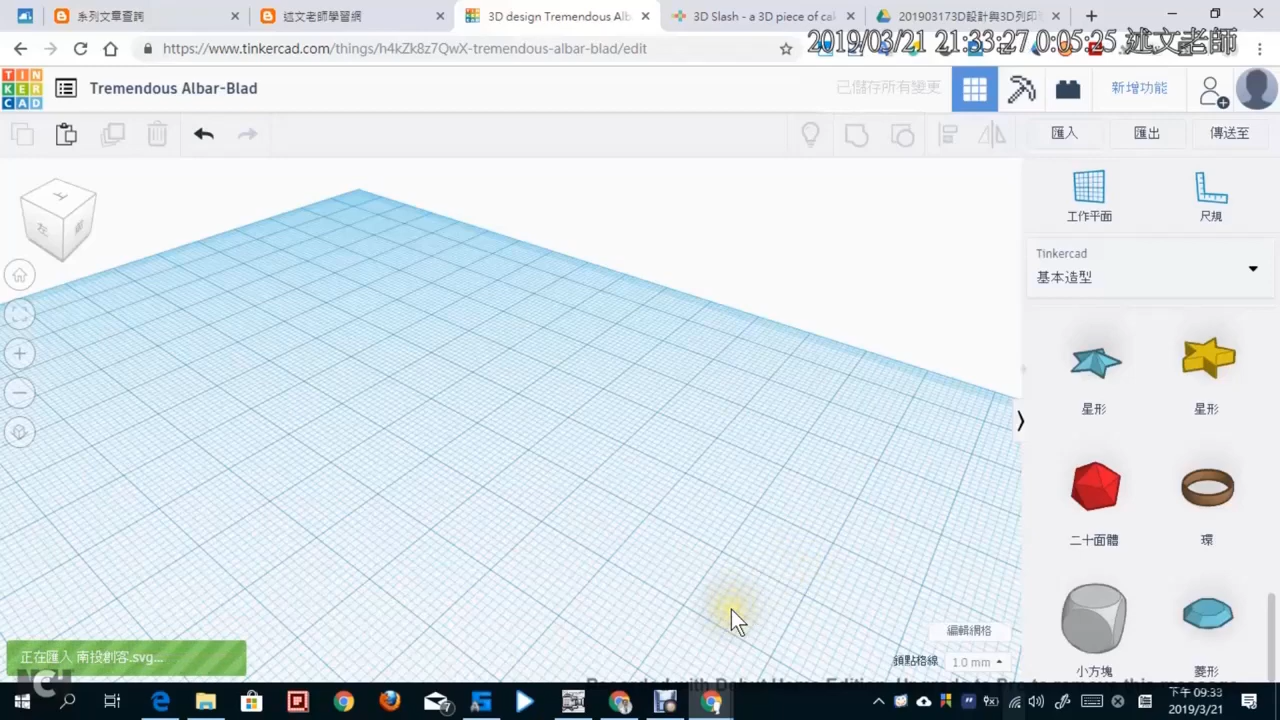 系列文章查詢
述文老師學習網
3D design Tremendous Alb
3D Slash - a 3D piece of cal
201903173D設計與3D列印
https://www.tinkercad.com/things/h4kZk8z7QwX-tremendous-albar-blad/edit
2019/03/21 21:33:27 0:05:25 述文老師
TIN
KER
CAD
Tremendous Albar-Blad
已儲存所有變更
新增功能
匯入
匯出
傳送至
工作平面
尺規
Tinkercad
基本造型
星形
星形
二十面體
環
小方塊
菱形
編輯網格
鎖點格線
1.0 mm
正在匯入 南投創客.svg...
NCH
下午 09:33
2019/3/21